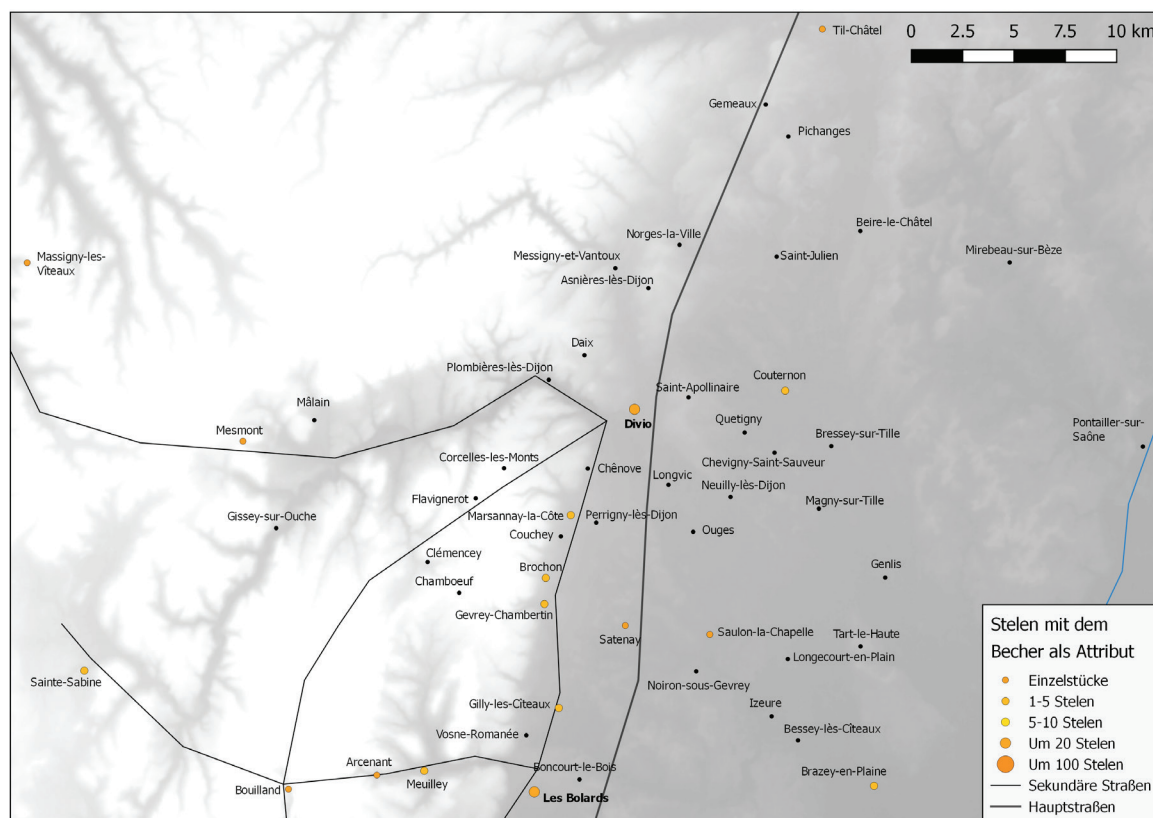 Til-Châtel
0 2.5 5 7.5 10 km
Gemeaux
Pichanges
Beire-le-Châtel
Norges-la-Ville
Messigny-et-Vantoux
Saint-Julien
Mirebeau-sur-Bèze
Massigny-les-
Vîteaux
Asnières-lès-Dijon
Daix
Plombières-lès-Dijon
Couternon
Saint-Apollinaire
Mâlain
Divio
Quetigny
Pontailler-sur-
Saône
Mesmont
Bressey-sur-Tille
Corcelles-les-Monts
Chênove
Chevigny-Saint-Sauveur
Longvic
Neuilly-lès-Dijon
Flavignerot
Magny-sur-Tille
Gissey-sur-Ouche
Marsannay-la-Côte
Perrigny-lès-Dijon
Ouges
Couchey
Clémencey
Brochon
Genlis
Chamboeuf
Gevrey-Chambertin
Satenay
Saulon-la-Chapelle
Tart-le-Haute
Longecourt-en-Plain
Sainte-Sabine
Noiron-sous-Gevrey
Gilly-les-Cîteaux
Izeure
Vosne-Romanée
Bessey-lès-Cîteaux
Arcenant
Meuilley
Boncourt-le-Bois
Brazey-en-Plaine
Bouilland
Les Bolards
Stelen mit dem
Becher als Attribut
Einzelstücke
1-5 Stelen
5-10 Stelen
Um 20 Stelen
Um 100 Stelen
Sekundäre Straßen
Hauptstraßen